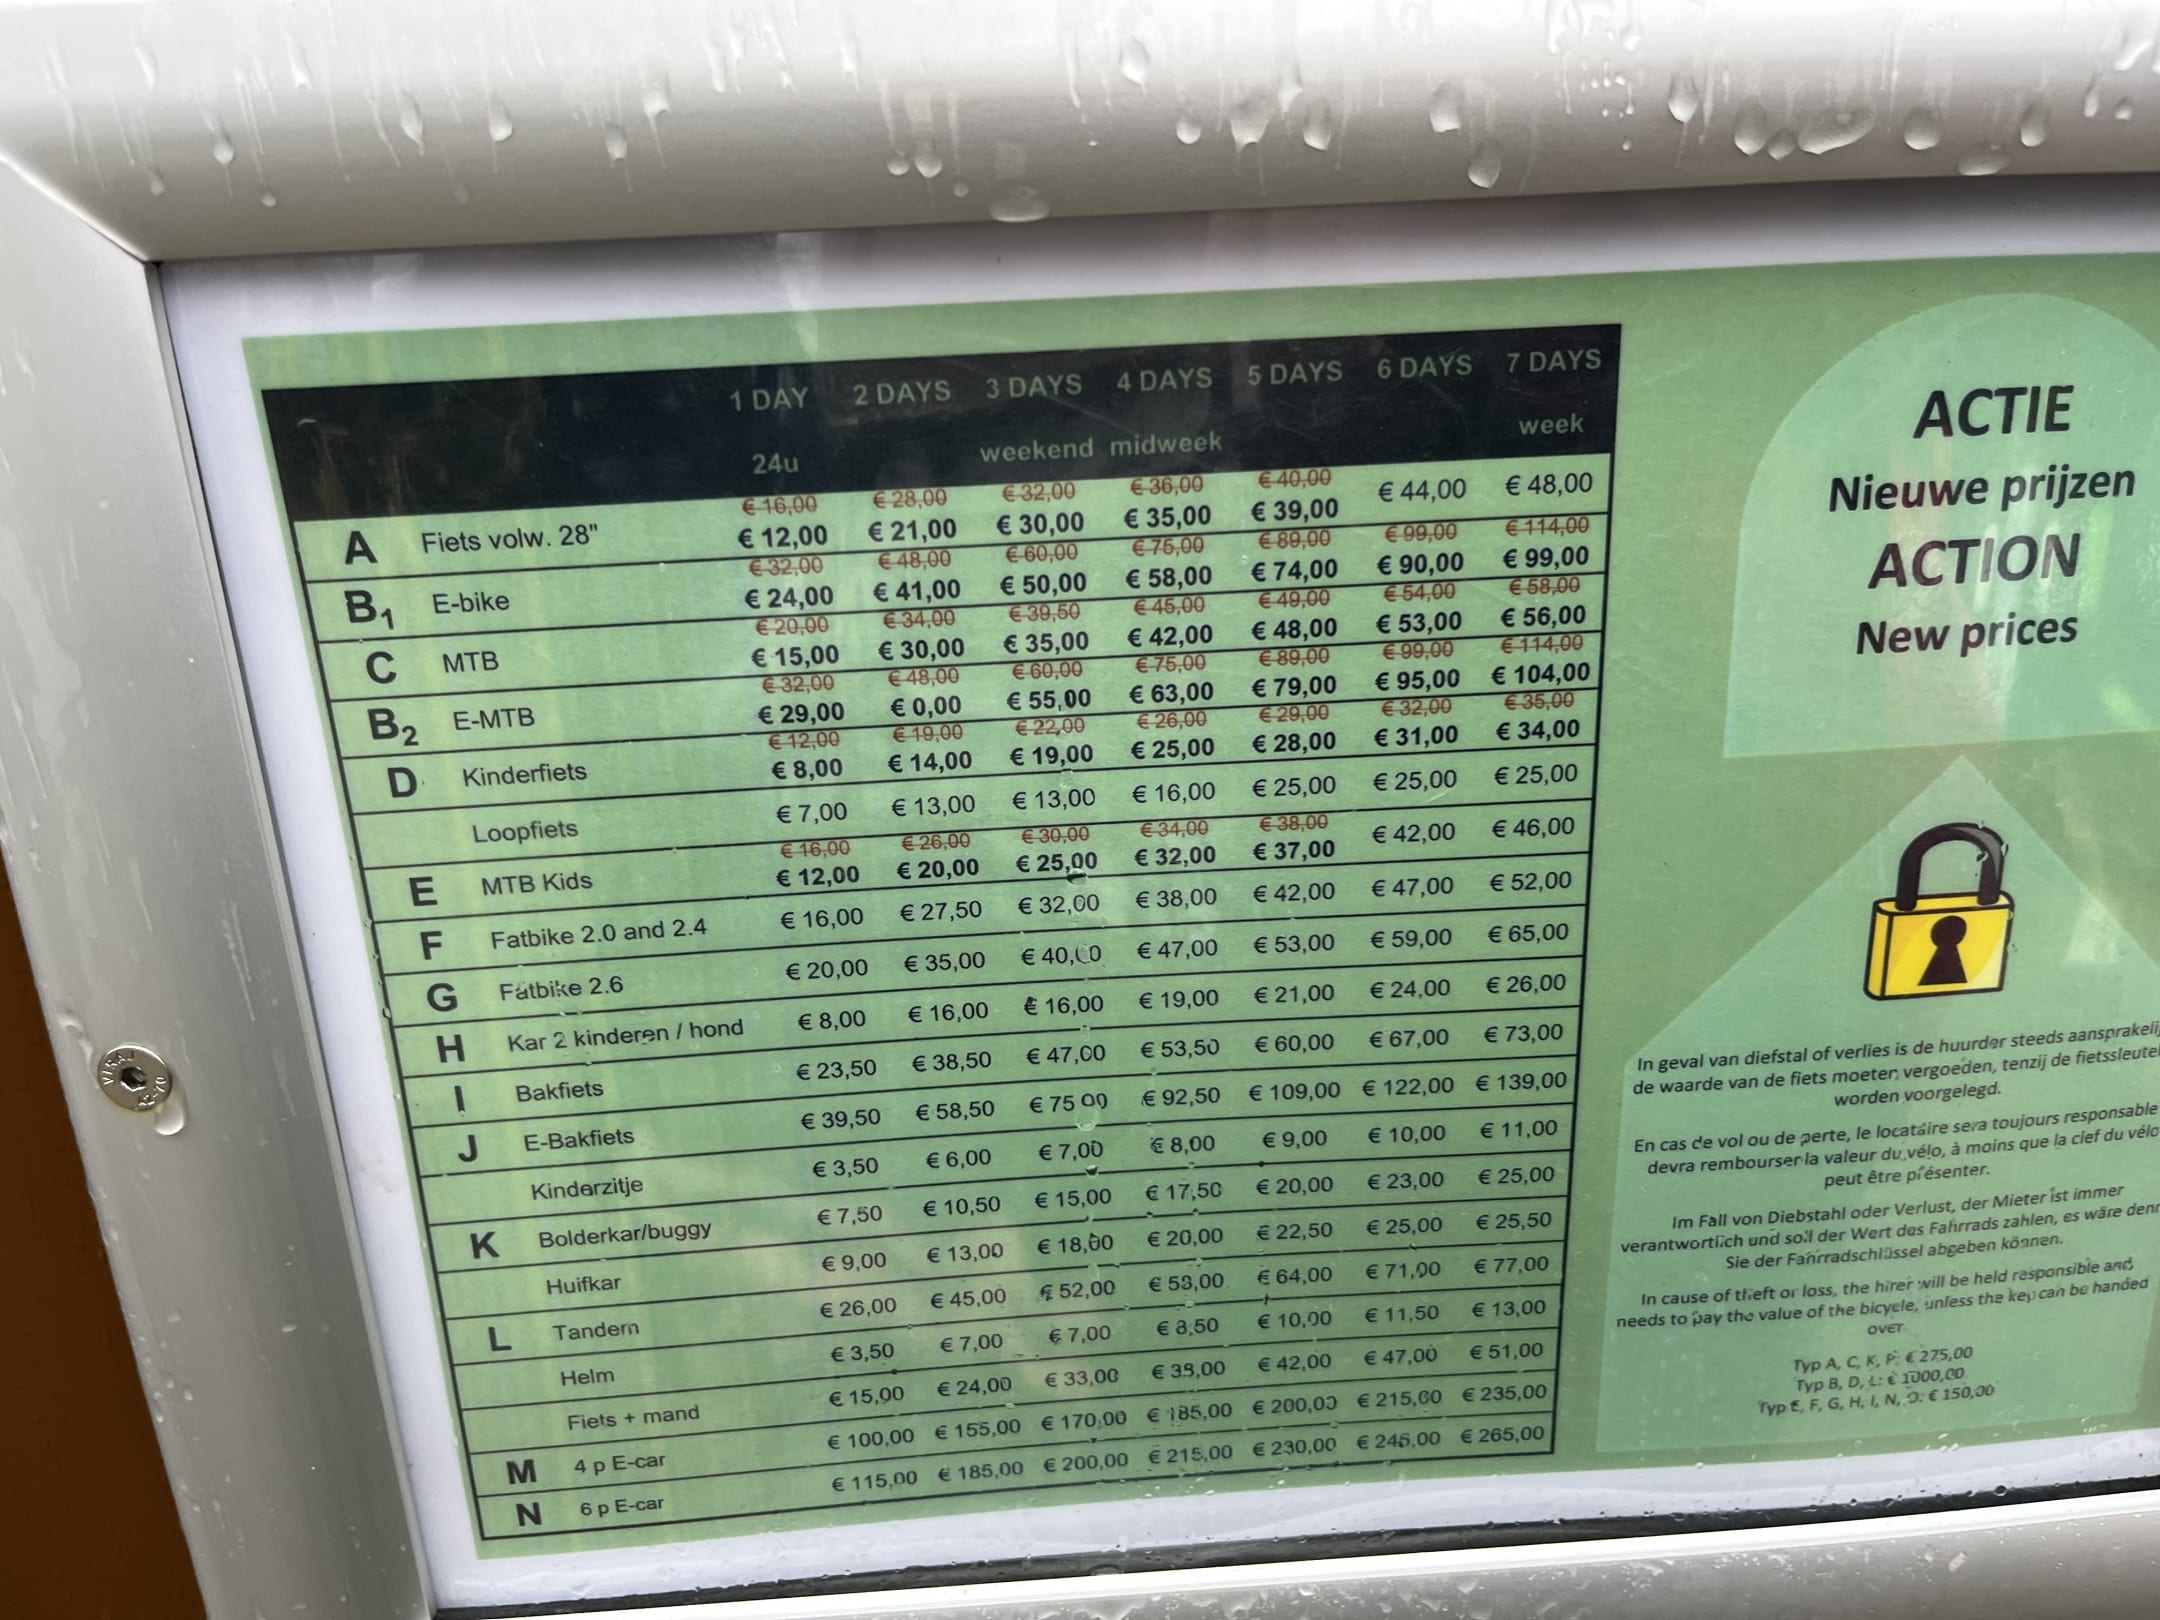 1 DAY 2 DAYS 3 DAYS 4 DAYS 5 DAYS 6 DAYS 7 DAYS
24u weekend midweek week
€ 16,00 € 28,00 € 32,00 € 36,00 € 40,00
A Fiets volw. 28" € 12,00 € 21,00 € 30,00 € 35,00 € 39,00 € 44,00 € 48,00
€ 32,00 € 48,00 € 60,00 € 75,00 € 89,00 € 99,00 € 114,00
B1 E-bike € 24,00 € 41,00 € 50,00 € 58,00 € 74,00 € 90,00 € 99,00
€ 20,00 € 34,00 € 39,50 € 45,00 € 49,00 € 54,00 € 58,00
C MTB € 15,00 € 30,00 € 35,00 € 42,00 € 48,00 € 53,00 € 56,00
€ 32,00 € 48,00 € 60,00 € 75,00 € 89,00 € 99,00 € 114,00
B2 E-MTB € 29,00 € 0,00 € 55,00 € 63,00 € 79,00 € 95,00 € 104,00
€ 12,00 € 19,00 € 22,00 € 26,00 € 29,00 € 32,00 € 35,00
D Kinderfiets € 8,00 € 14,00 € 19,00 € 25,00 € 28,00 € 31,00 € 34,00
Loopfiets € 7,00 € 13,00 € 13,00 € 16,00 € 25,00 € 25,00 € 25,00
€ 16,00 € 26,00 € 30,00 € 34,00 € 38,00
E MTB Kids € 12,00 € 20,00 € 25,00 € 32,00 € 37,00 € 42,00 € 46,00
F Fatbike 2.0 and 2.4 € 16,00 € 27,50 € 32,00 € 38,00 € 42,00 € 47,00 € 52,00
G Fatbike 2.6 € 20,00 € 35,00 € 40,00 € 47,00 € 53,00 € 59,00 € 65,00
H Kar 2 kinderen / hond € 8,00 € 16,00 € 16,00 € 19,00 € 21,00 € 24,00 € 26,00
I Bakfiets € 23,50 € 38,50 € 47,00 € 53,50 € 60,00 € 67,00 € 73,00
J E-Bakfiets € 39,50 € 58,50 € 75,00 € 92,50 € 109,00 € 122,00 € 139,00
Kinderzitje € 3,50 € 6,00 € 7,00 € 8,00 € 9,00 € 10,00 € 11,00
K Bolderkar/buggy € 7,50 € 10,50 € 15,00 € 17,50 € 20,00 € 23,00 € 25,00
Huifkar € 9,00 € 13,00 € 18,00 € 20,00 € 22,50 € 25,00 € 25,50
L Tandem € 26,00 € 45,00 € 52,00 € 64,00 € 71,00 € 77,00
Helm € 3,50 € 7,00 € 7,00 € 8,50 € 10,00 € 11,50 € 13,00
Fiets + mand € 15,00 € 24,00 € 33,00 € 42,00 € 47,00 € 51,00
M 4 p E-car € 100,00 € 155,00 € 170,00 € 185,00 € 200,00 € 215,00 € 235,00
N 6 p E-car € 115,00 € 185,00 € 200,00 € 215,00 € 230,00 € 245,00 € 265,00
ACTIE
Nieuwe prijzen
ACTION
New prices
In geval van diefstal of verlies is de huurder steeds
de waarde van de fiets moeten vergoeden, tenzij de
worden voorgelegd.
En cas de vol ou de perte, le locataire sera toujours responsable
devra rembourser la valeur du vélo, à moins que la clef du vélo
peut être présenter.
Im Fall von Diebstahl oder Verlust, der Mieter ist immer
verantwortlich und soll der Wert des Fahrrads zahlen, es wäre
Sie der Fahrradschlüssel abgeben können.
In cause of theft or loss, the hirer will be held responsible and
needs to pay the value of the bicycle, unless the key can be handed
over
Typ A, C, K, P: € 275,00
Typ B, D, L: € 1000,00
Typ E, F, G, H, I, N, O: € 150,00
VIRAJ